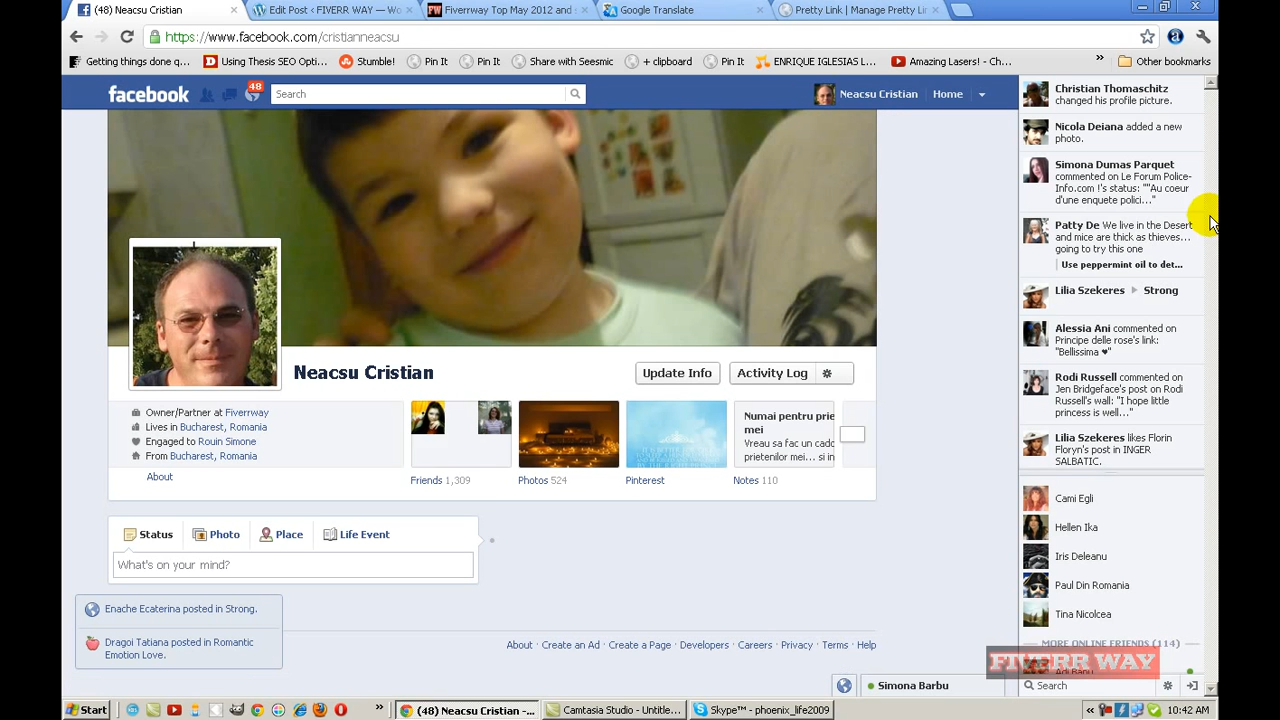 (48) Neacsu Cristian
Edit Post ‹ FIVERR WAY — Wo
Fiverrway Top May 2012 and
Google Translate
Pretty Link | Manage Pretty Lin
https://www.facebook.com/cristianneacsu
Getting things done q...
Using Thesis SEO Opti...
Stumble!
Pin It
Pin It
Share with Seesmic
+ clipboard
Pin It
ENRIQUE IGLESIAS L...
Amazing Lasers! - Ch...
Other bookmarks
facebook
48
Search
Neacsu Cristian
Home
Neacsu Cristian
Update Info
Activity Log
Owner/Partner at Fiverrway
Lives in Bucharest, Romania
Engaged to Rouin Simone
From Bucharest, Romania
About
Friends 1,309
Photos 524
Pinterest
Numai pentru prie
mei
Vreau sa fac un cado
prietenilor mei... si in
Notes 110
Status
Photo
Place
Life Event
What's on your mind?
Enache Ecaterina posted in Strong.
Dragoi Tatiana posted in Romantic
Emotion Love.
About · Create an Ad · Create a Page · Developers · Careers · Privacy · Terms · Help
Christian Thomaschitz
changed his profile picture.
Nicola Deiana added a new
photo.
Simona Dumas Parquet
commented on Le Forum Police-
Info.com !'s status: ""Au coeur
d'une enquete polici..."
Patty De We live in the Desert
and mice are thick as thieves...
going to try this one
Use peppermint oil to det...
Lilia Szekeres ▸ Strong
Alessia Ani commented on
Principe delle rose's link:
"Bellissima ♥"
Rodi Russell commented on
Jen Bridgeface's post on Rodi
Russell's wall: "I hope little
princess is well..."
Lilia Szekeres likes Florin
Floryn's post in INGER
SALBATIC.
Cami Egli
Hellen Ika
Iris Deleanu
Paul Din Romania
Tina Nicolcea
MORE ONLINE FRIENDS (114)
FIVERR WAY
Search
Simona Barbu
Start
(48) Neacsu Cristian -...
Camtasia Studio - Untitle...
Skype™ - phoenix_life2009
10:42 AM